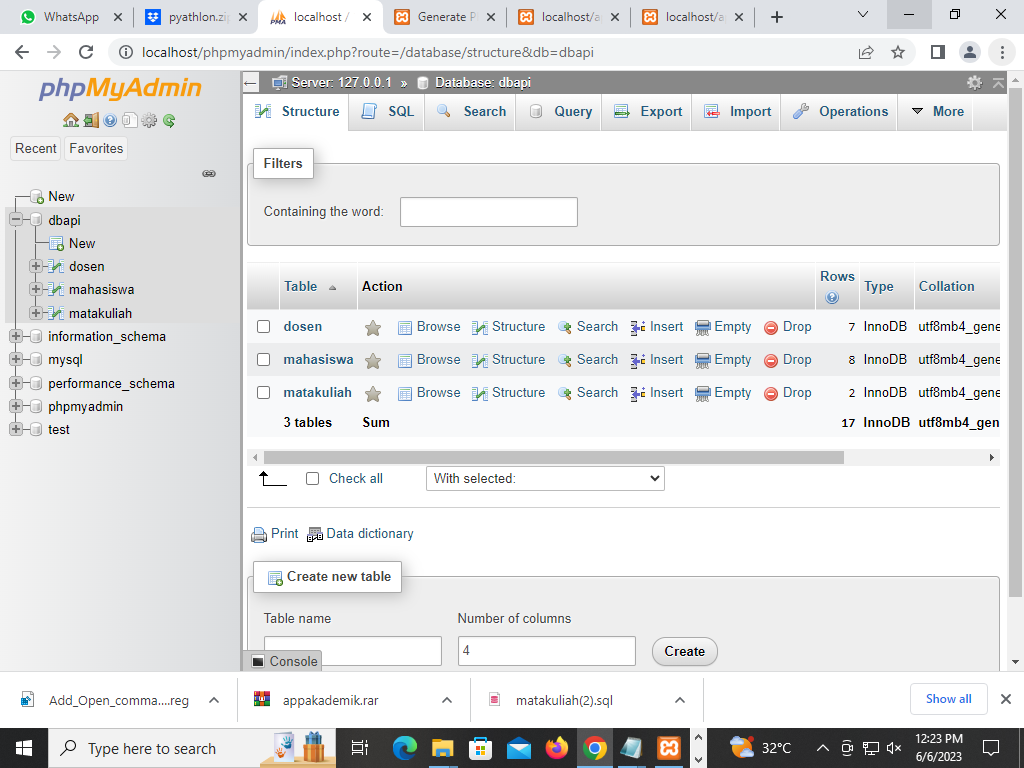 WhatsApp
pyathlon.zi
localhost /
Generate P
localhost/a
localhost/a
localhost/phpmyadmin/index.php?route=/database/structure&db=dbapi
phpMyAdmin
Recent
Favorites
New
dbapi
New
dosen
mahasiswa
matakuliah
information_schema
mysql
performance_schema
phpmyadmin
test
Server: 127.0.0.1 » Database: dbapi
Structure SQL Search Query Export Import Operations More
Filters
Containing the word:
Table Action Rows Type Collation
dosen Browse Structure Search Insert Empty Drop 7 InnoDB utf8mb4_gene
mahasiswa Browse Structure Search Insert Empty Drop 8 InnoDB utf8mb4_gene
matakuliah Browse Structure Search Insert Empty Drop 2 InnoDB utf8mb4_gene
3 tables Sum 17 InnoDB utf8mb4_gen
Check all With selected:
Print Data dictionary
Create new table
Table name Number of columns
4 Create
Console
Add_Open_comma....reg
appakademik.rar
matakuliah(2).sql
Show all
Type here to search
32°C
12:23 PM
6/6/2023